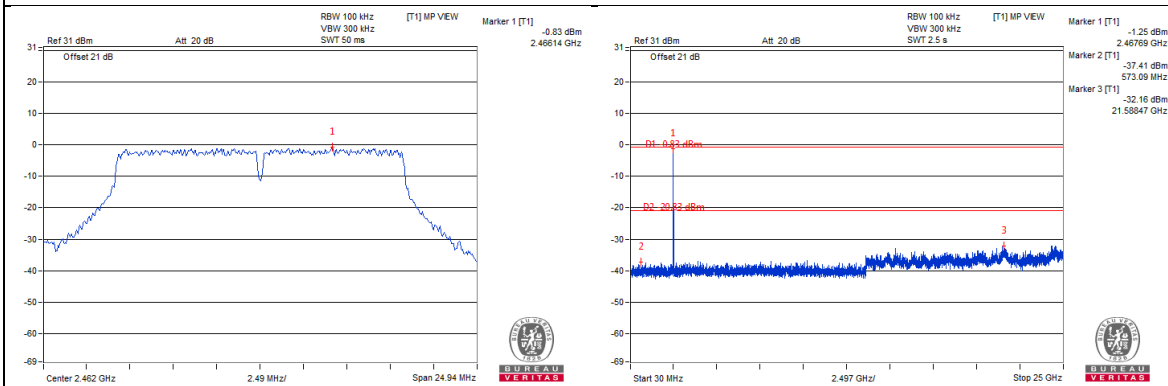 RBW 100 kHz
[T1] MP VIEW
VBW 300 kHz
Ref 31 dBm
Att 20 dB
SWT 50 ms
Marker 1 [T1]
-0.83 dBm
2.46614 GHz
31
Offset 21 dB
20
10
0
-10
-20
-30
-40
-50
-60
-69
1
Center 2.462 GHz
2.49 MHz/
Span 24.94 MHz
BUREAU VERITAS
1828
BUREAU
VERITAS
RBW 100 kHz
[T1] MP VIEW
VBW 300 kHz
Ref 31 dBm
Att 20 dB
SWT 2.5 s
Marker 1 [T1]
-1.25 dBm
2.46769 GHz
Marker 2 [T1]
-37.41 dBm
573.09 MHz
Marker 3 [T1]
-32.16 dBm
21.58847 GHz
31
Offset 21 dB
20
10
0
-10
-20
-30
-40
-50
-60
-69
1
D1 -0.83 dBm
D2 -20.83 dBm
2
3
Start 30 MHz
2.497 GHz/
Stop 25 GHz
BUREAU VERITAS
1828
BUREAU
VERITAS